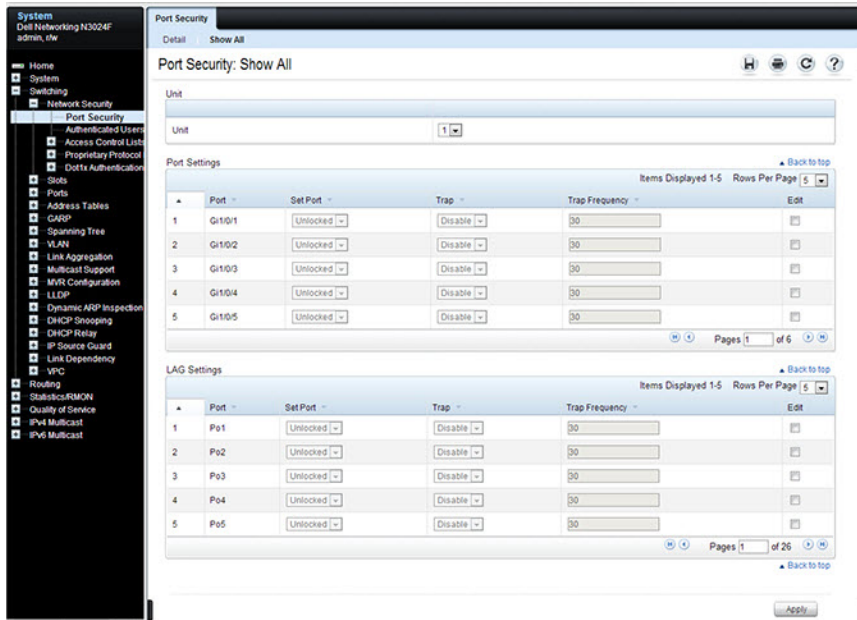 System
Dell Networking N3024F
admin, r/w
Home
System
Switching
Network Security
Port Security
Authenticated Users
Access Control Lists
Proprietary Protocol
Dot1x Authentication
Slots
Ports
Address Tables
GARP
Spanning Tree
VLAN
Link Aggregation
Multicast Support
MVR Configuration
LLDP
Dynamic ARP Inspection
DHCP Snooping
DHCP Relay
IP Source Guard
Link Dependency
VPC
Routing
Statistics/RMON
Quality of Service
IPv4 Multicast
IPv6 Multicast
Port Security
Detail Show All
Port Security: Show All
Unit
Unit 1
Port Settings Back to top
Items Displayed 1-5 Rows Per Page 5
Port Set Port Trap Trap Frequency Edit
1 Gi1/0/1 Unlocked Disable 30
2 Gi1/0/2 Unlocked Disable 30
3 Gi1/0/3 Unlocked Disable 30
4 Gi1/0/4 Unlocked Disable 30
5 Gi1/0/5 Unlocked Disable 30
Pages 1 of 6
LAG Settings Back to top
Items Displayed 1-5 Rows Per Page 5
Port Set Port Trap Trap Frequency Edit
1 Po1 Unlocked Disable 30
2 Po2 Unlocked Disable 30
3 Po3 Unlocked Disable 30
4 Po4 Unlocked Disable 30
5 Po5 Unlocked Disable 30
Pages 1 of 26
Back to top
Apply